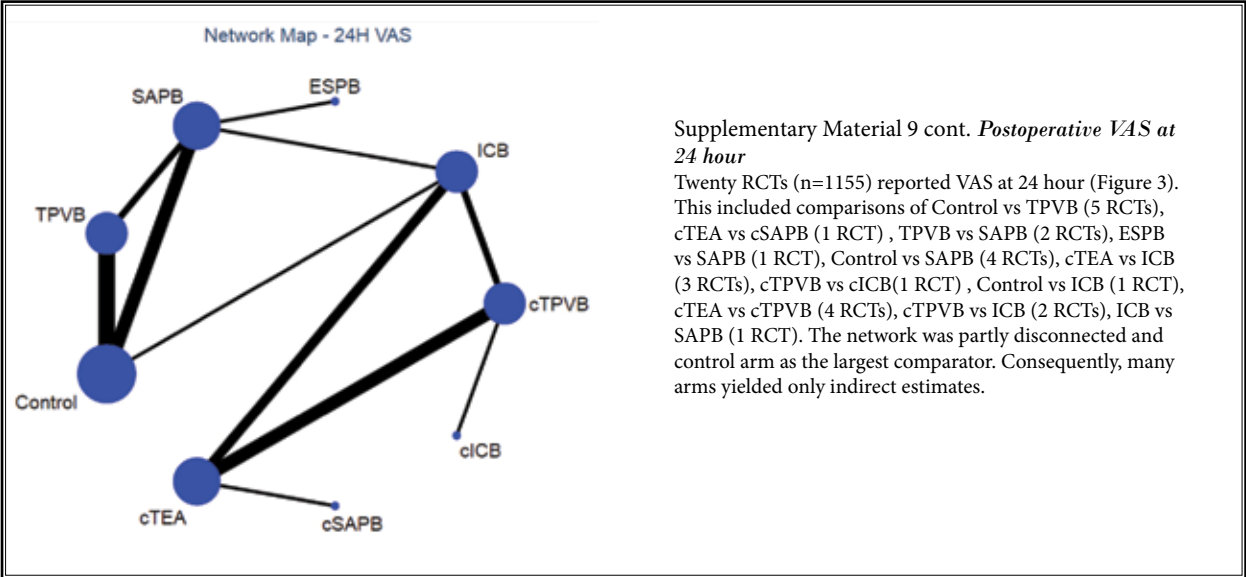 Network Map - 24H VAS
ESPB
SAPB
ICB
TPVB
cTPVB
Control
cICB
cTEA
cSAPB
Supplementary Material 9 cont. Postoperative VAS at
24 hour
Twenty RCTs (n=1155) reported VAS at 24 hour (Figure 3).
This included comparisons of Control vs TPVB (5 RCTs),
cTEA vs cSAPB (1 RCT) , TPVB vs SAPB (2 RCTs), ESPB
vs SAPB (1 RCT), Control vs SAPB (4 RCTs), cTEA vs ICB
(3 RCTs), cTPVB vs cICB(1 RCT) , Control vs ICB (1 RCT),
cTEA vs cTPVB (4 RCTs), cTPVB vs ICB (2 RCTs), ICB vs
SAPB (1 RCT). The network was partly disconnected and
control arm as the largest comparator. Consequently, many
arms yielded only indirect estimates.